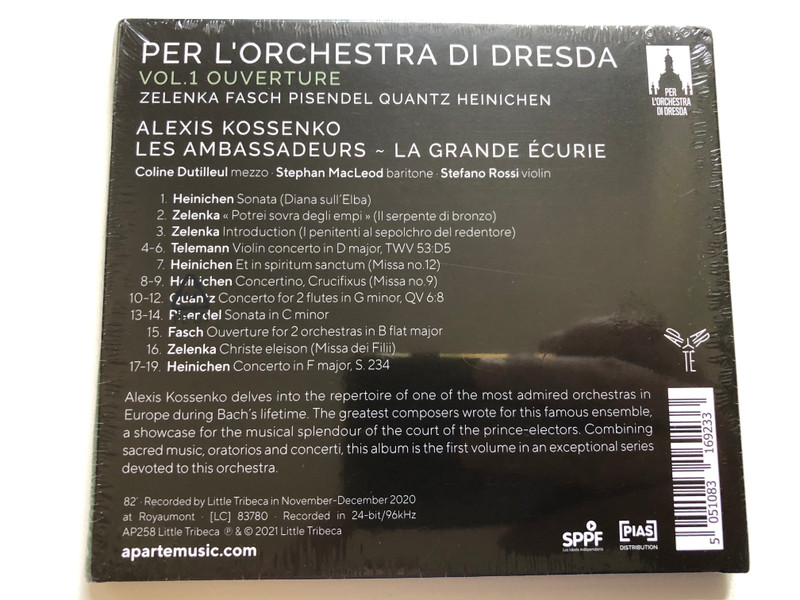 PER L'ORCHESTRA DI DRESDA
VOL.1 OUVERTURE
ZELENKA FASCH PISENDEL QUANTZ HEINICHEN
PER
L'ORCHESTRA
DI DRESDA
ALEXIS KOSSENKO
LES AMBASSADEURS ~ LA GRANDE ÉCURIE
Coline Dutilleul mezzo · Stephan MacLeod baritone · Stefano Rossi violin
1. Heinichen Sonata (Diana sull'Elba)
2. Zelenka « Potrei sovra degli empi » (Il serpente di bronzo)
3. Zelenka Introduction (I penitenti al sepolchro del redentore)
4-6. Telemann Violin concerto in D major, TWV 53:D5
7. Heinichen Et in spiritum sanctum (Missa no.12)
8-9. Heinichen Concertino, Crucifixus (Missa no.9)
10-12. Quantz Concerto for 2 flutes in G minor, QV 6:8
13-14. Pisendel Sonata in C minor
15. Fasch Ouverture for 2 orchestras in B flat major
16. Zelenka Christe eleison (Missa dei Filii)
17-19. Heinichen Concerto in F major, S. 234
APARTE
Alexis Kossenko delves into the repertoire of one of the most admired orchestras in
Europe during Bach's lifetime. The greatest composers wrote for this famous ensemble,
a showcase for the musical splendour of the court of the prince-electors. Combining
sacred music, oratorios and concerti, this album is the first volume in an exceptional series
devoted to this orchestra.
82' · Recorded by Little Tribeca in November-December 2020
at Royaumont · [LC] 83780 · Recorded in 24-bit/96kHz
AP258 Little Tribeca ℗ & © 2021 Little Tribeca
apartemusic.com
SPPF
Les labels indépendants
[PIAS]
DISTRIBUTION
5 051083 169233